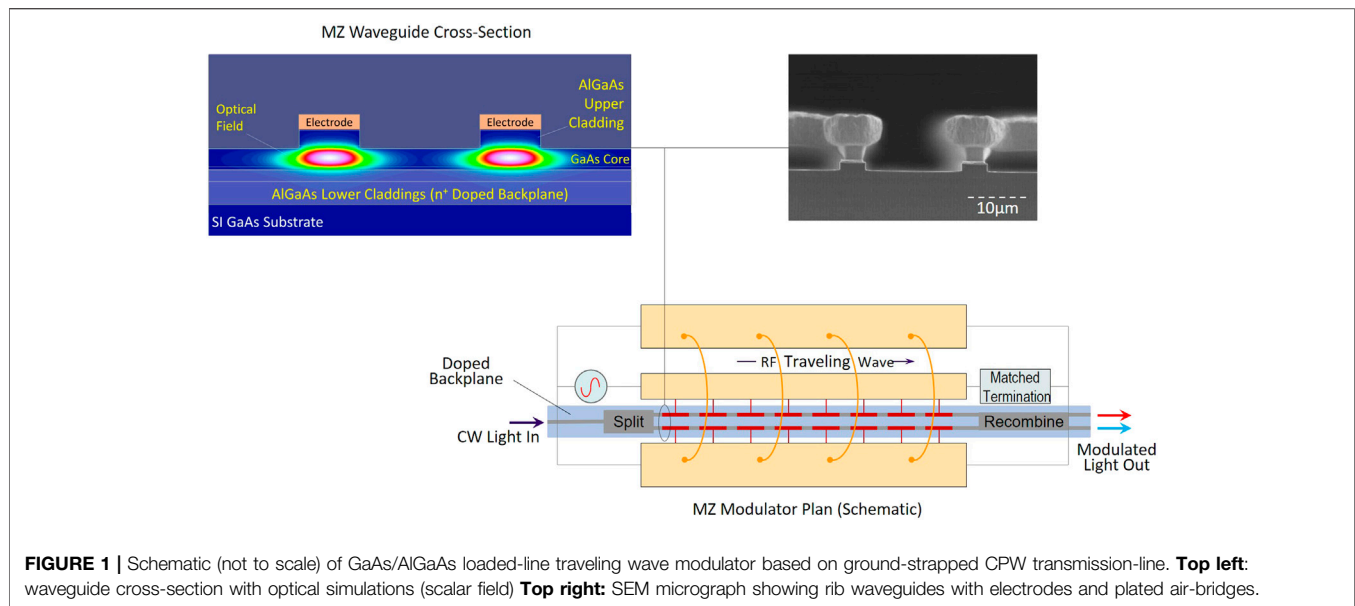 MZ Waveguide Cross-Section
Optical
Field
Electrode
Electrode
AlGaAs
Upper
Cladding
GaAs Core
AlGaAs Lower Claddings (n⁺ Doped Backplane)
SI GaAs Substrate
10µm
Doped
Backplane
RF Traveling Wave
Matched
Termination
CW Light In
Split
Recombine
Modulated
Light Out
MZ Modulator Plan (Schematic)
FIGURE 1 | Schematic (not to scale) of GaAs/AlGaAs loaded-line traveling wave modulator based on ground-strapped CPW transmission-line. Top left:
waveguide cross-section with optical simulations (scalar field) Top right: SEM micrograph showing rib waveguides with electrodes and plated air-bridges.